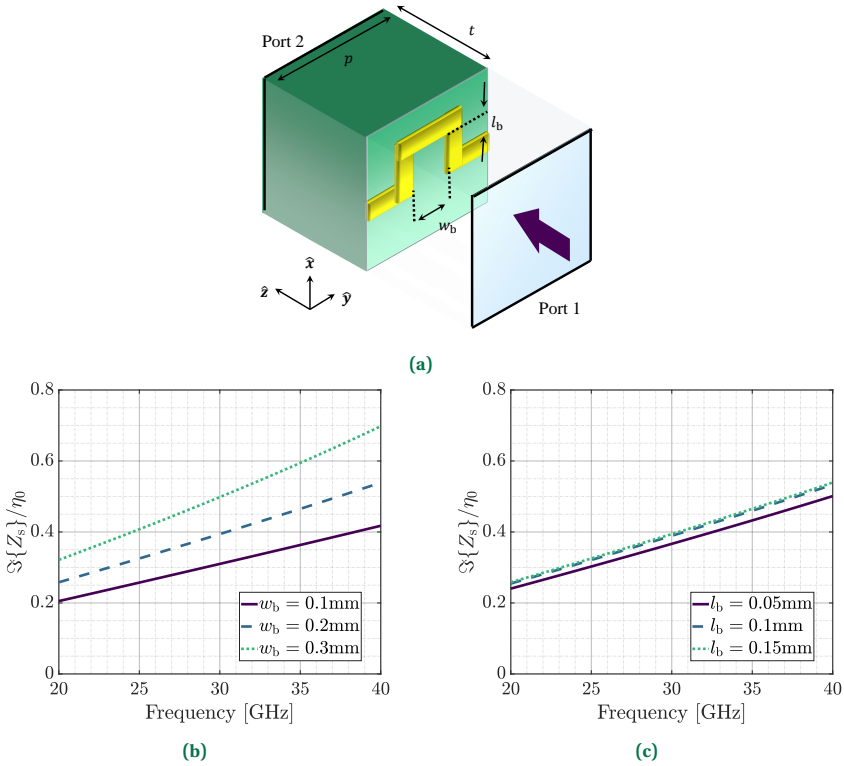 Port 2
t
p
l_b
w_b
x̂
ẑ
ŷ
Port 1
(a)
0.8
0.6
0.4
0.2
0
ℑ{Z_s}/η_0
w_b = 0.1mm
w_b = 0.2mm
w_b = 0.3mm
20 25 30 35 40
Frequency [GHz]
(b)
0.8
0.6
0.4
0.2
0
ℑ{Z_s}/η_0
l_b = 0.05mm
l_b = 0.1mm
l_b = 0.15mm
20 25 30 35 40
Frequency [GHz]
(c)